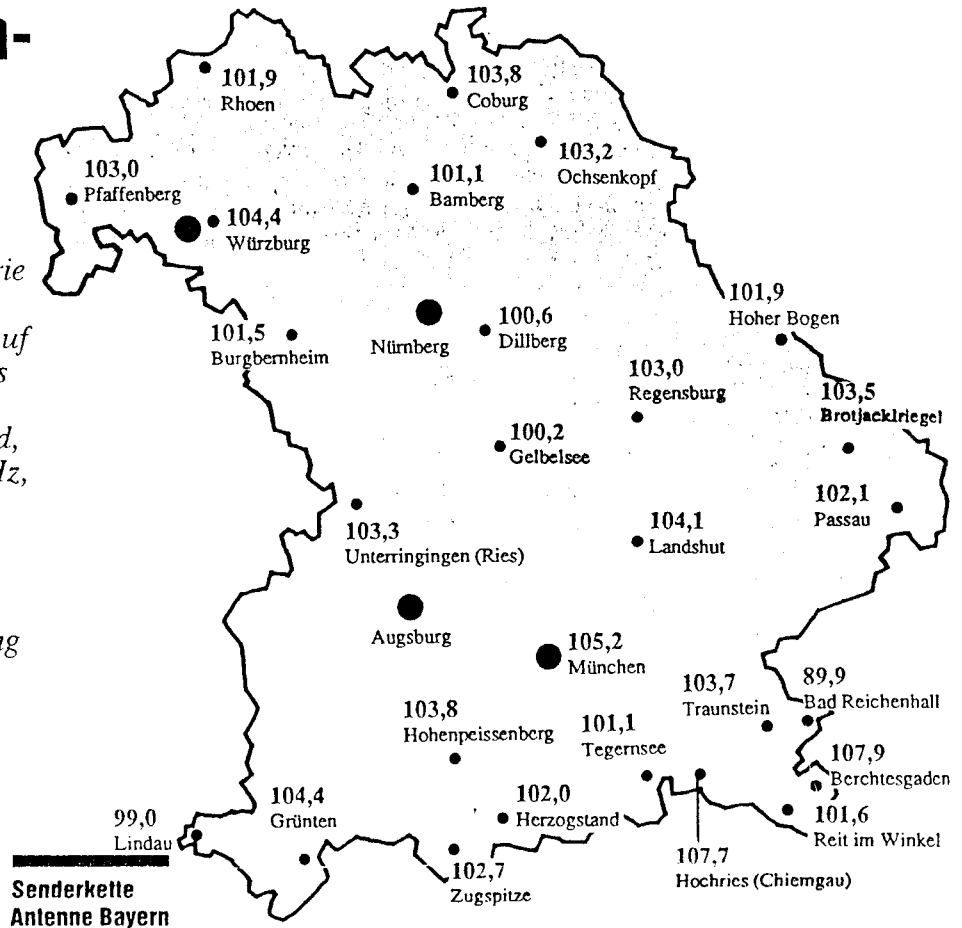 101,9
Rhoen
103,8
Coburg
103,2
Ochsenkopf
103,0
Pfaffenberg
101,1
Bamberg
104,4
Würzburg
101,9
Hoher Bogen
101,5
Burgbernheim
Nürnberg
100,6
Dillberg
103,0
Regensburg
103,5
Brotjacklriegel
100,2
Gelbelsee
102,1
Passau
103,3
Unterringingen (Ries)
104,1
Landshut
Augsburg
105,2
München
103,7
Traunstein
89,9
Bad Reichenhall
103,8
Hohenpeissenberg
101,1
Tegernsee
107,9
Berchtesgaden
104,4
Grünten
102,0
Herzogstand
101,6
Reit im Winkel
99,0
Lindau
102,7
Zugspitze
107,7
Hochries (Chiemgau)
Senderkette
Antenne Bayern